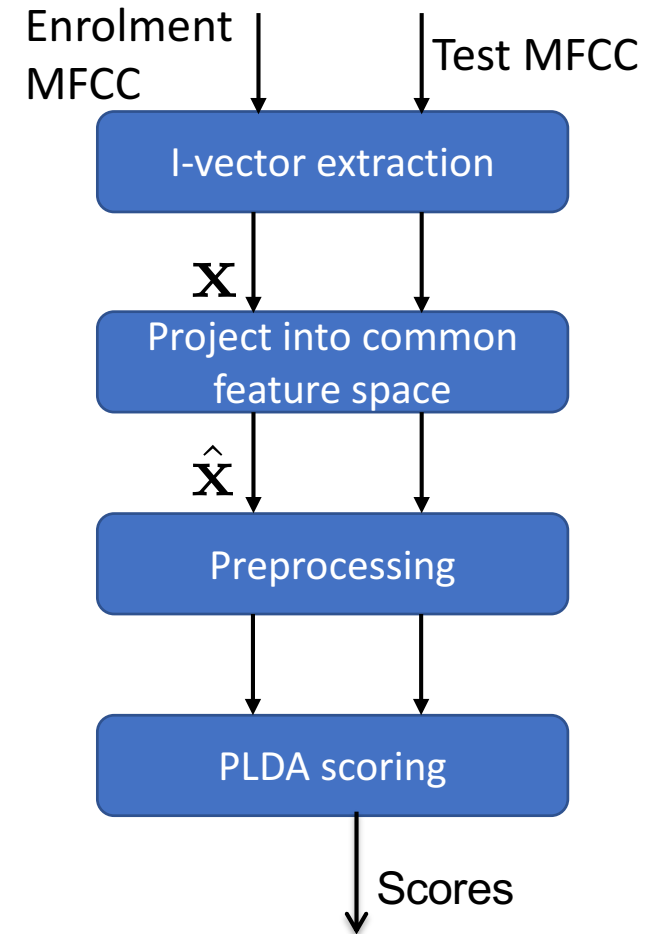 Enrolment
MFCC
Test MFCC
I-vector extraction
x
Project into common
feature space
x̂
Preprocessing
PLDA scoring
Scores